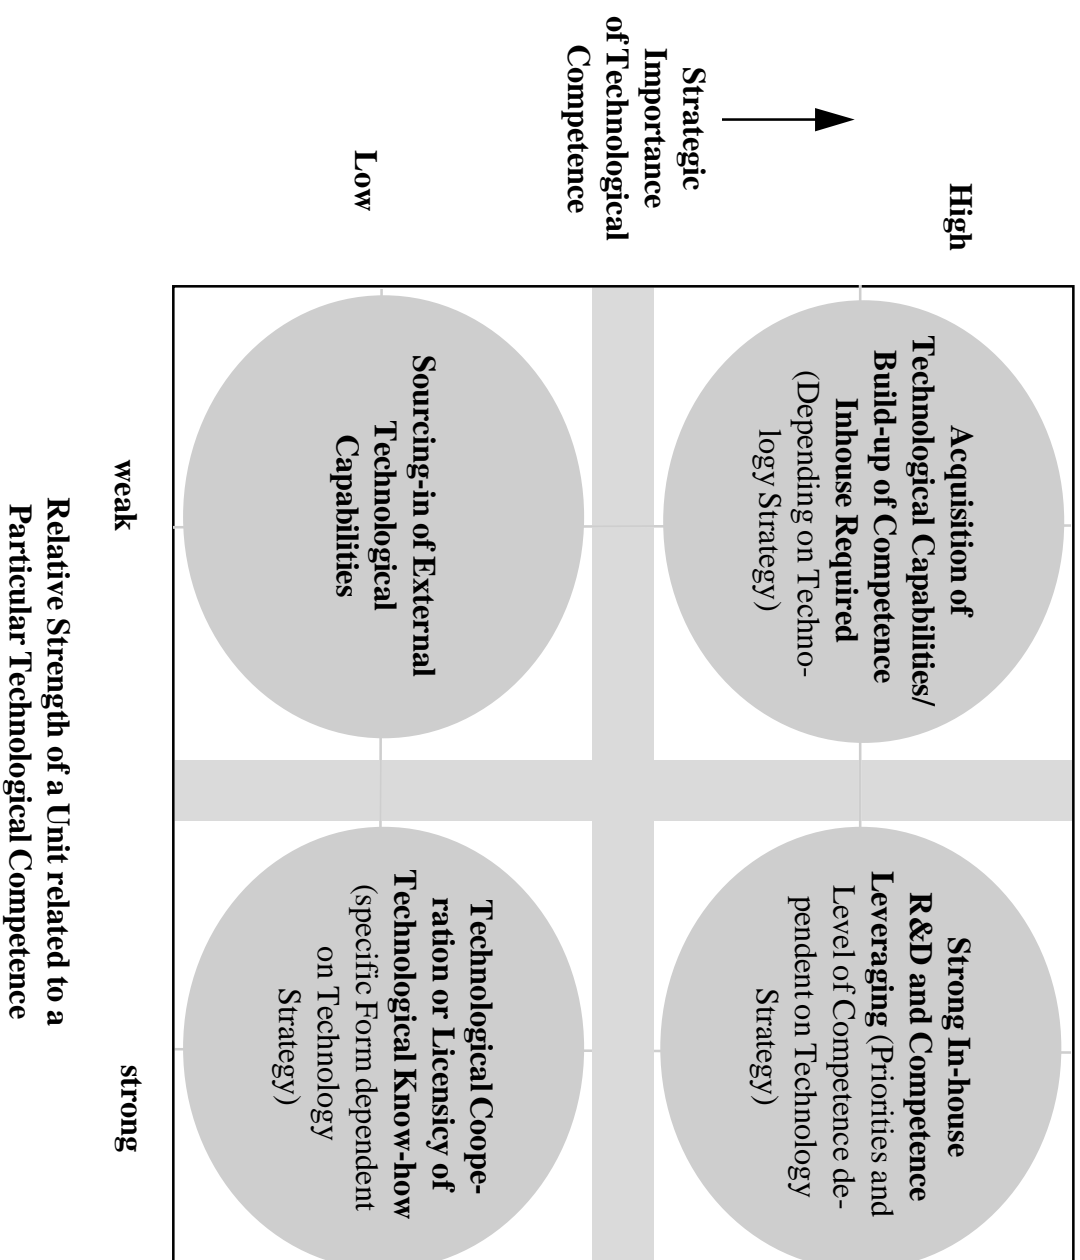 High
Strategic
Importance
of Technological
Competence
Low
Acquisition of
Technological Capabilities/
Build-up of Competence
Inhouse Required
(Depending on Techno-
logy Strategy)
Strong In-house
R&D and Competence
Leveraging (Priorities and
Level of Competence de-
pendent on Technology
Strategy)
Sourcing-in of External
Technological
Capabilities
Technological Coope-
ration or Licensicy of
Technological Know-how
(specific Form dependent
on Technology
Strategy)
weak
strong
Relative Strength of a Unit related to a
Particular Technological Competence